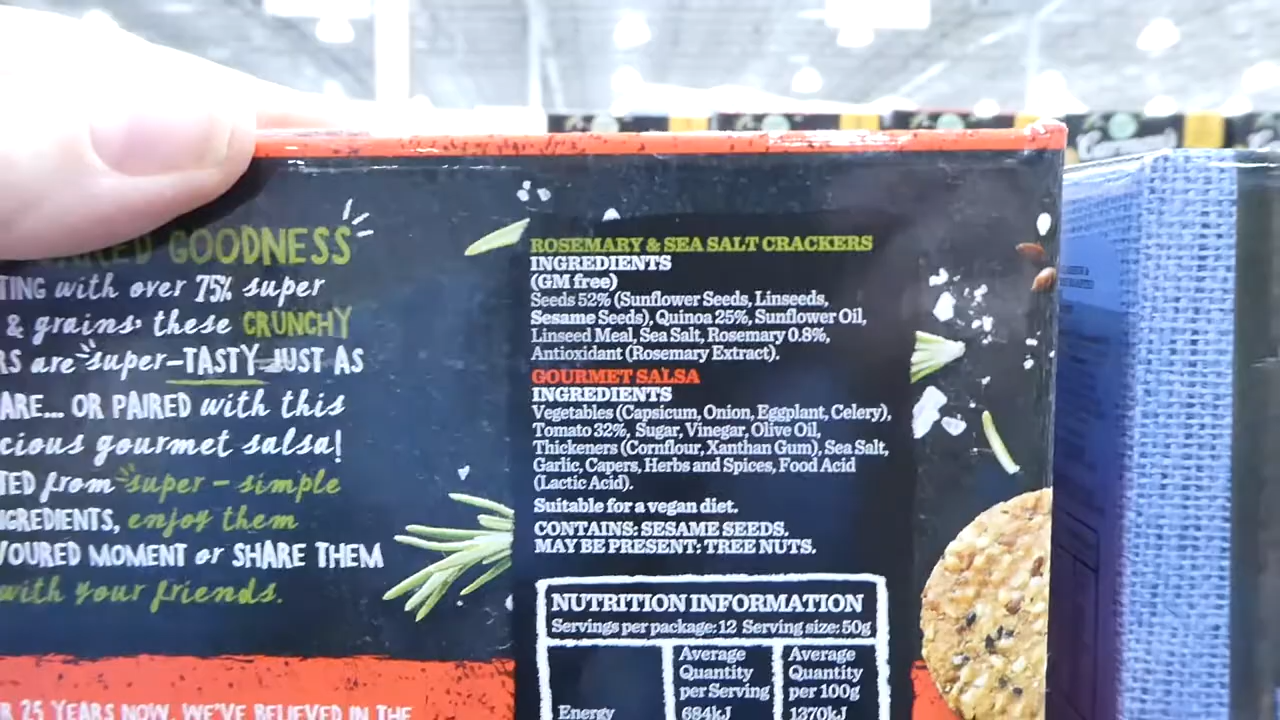 GOODNESS
with over 75% super
& grains, these CRUNCHY
are super-TASTY JUST AS
ARE... OR PAIRED with this
gourmet salsa!
from super-simple
enjoy them
MOMENT or SHARE THEM
with your friends.
25 YEARS NOW, WE'VE BELIEVED IN THE
ROSEMARY & SEA SALT CRACKERS
INGREDIENTS
(GM free)
Seeds 52% (Sunflower Seeds, Linseeds,
Sesame Seeds), Quinoa 25%, Sunflower Oil,
Linseed Meal, Sea Salt, Rosemary 0.8%,
Antioxidant (Rosemary Extract).
GOURMET SALSA
INGREDIENTS
Vegetables (Capsicum, Onion, Eggplant, Celery),
Tomato 32%, Sugar, Vinegar, Olive Oil,
Thickeners (Cornflour, Xanthan Gum), Sea Salt,
Garlic, Capers, Herbs and Spices, Food Acid
(Lactic Acid).
Suitable for a vegan diet.
CONTAINS: SESAME SEEDS.
MAY BE PRESENT: TREE NUTS.
NUTRITION INFORMATION
Servings per package: 12 Serving size: 50g
Average Quantity per Serving
Average Quantity per 100g
Energy 684kJ 1370kJ